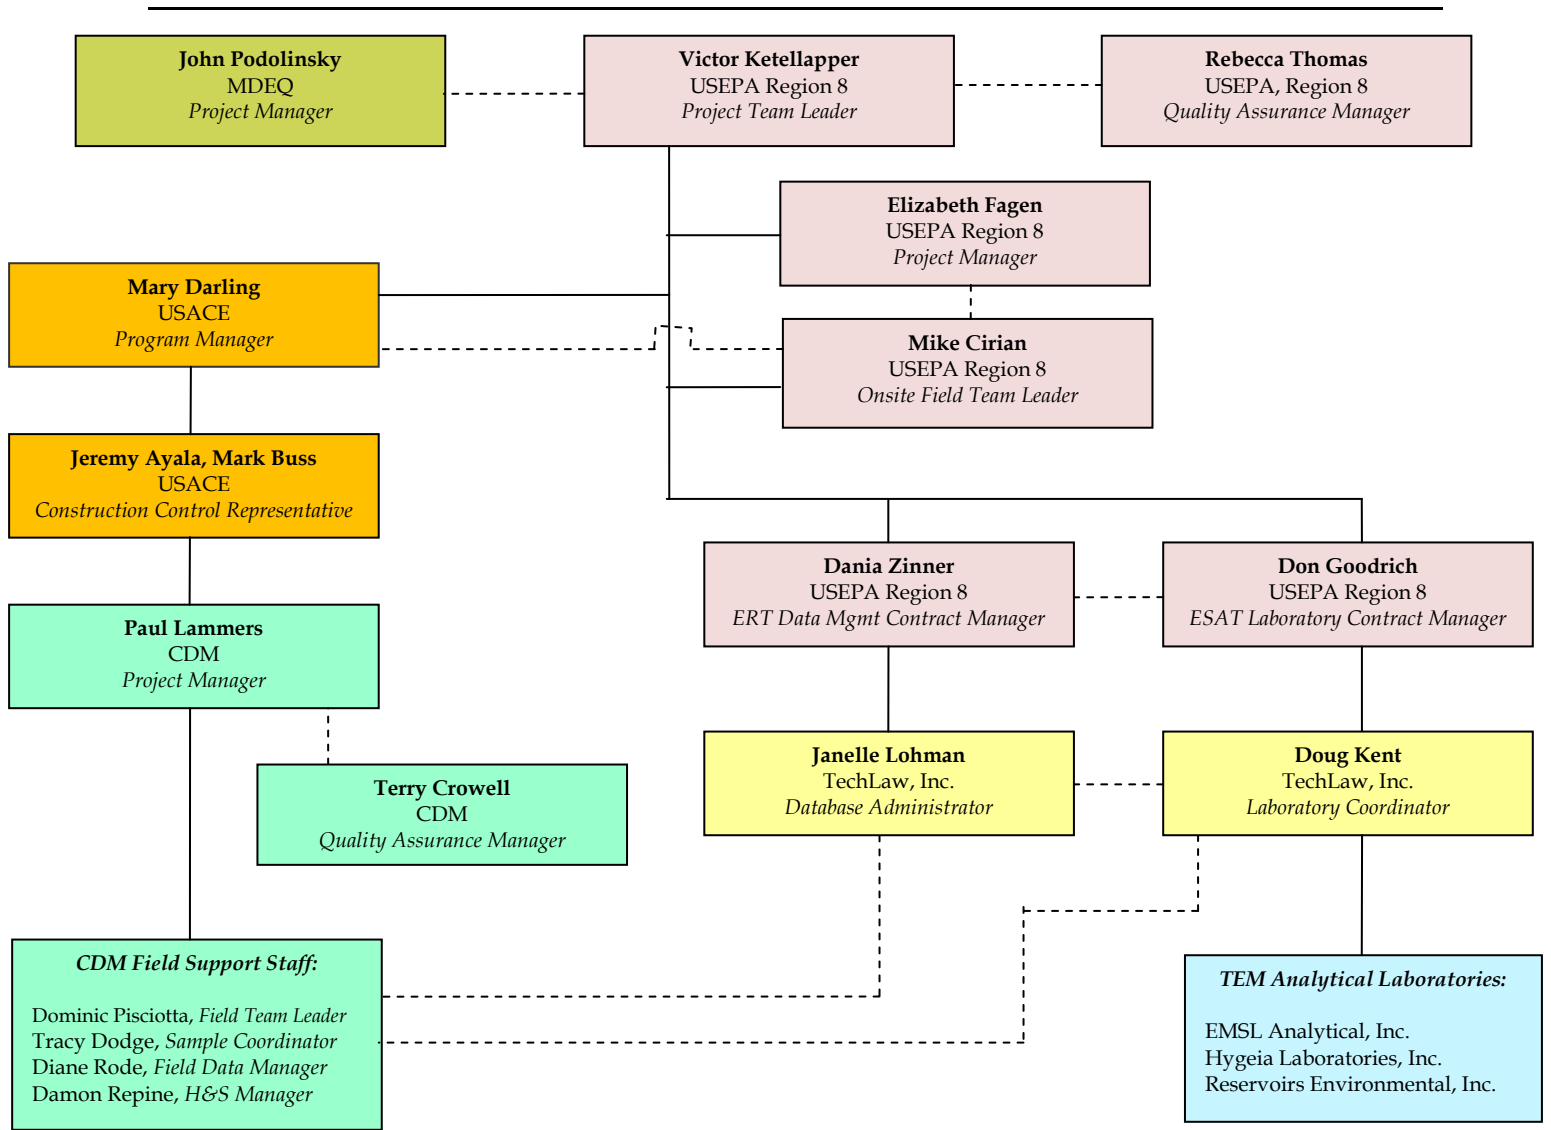 John Podolinsky
MDEQ
Project Manager
Victor Ketellapper
USEPA Region 8
Project Team Leader
Rebecca Thomas
USEPA, Region 8
Quality Assurance Manager
Elizabeth Fagen
USEPA Region 8
Project Manager
Mary Darling
USACE
Program Manager
Mike Cirian
USEPA Region 8
Onsite Field Team Leader
Jeremy Ayala, Mark Buss
USACE
Construction Control Representative
Dania Zinner
USEPA Region 8
ERT Data Mgmt Contract Manager
Don Goodrich
USEPA Region 8
ESAT Laboratory Contract Manager
Paul Lammers
CDM
Project Manager
Janelle Lohman
TechLaw, Inc.
Database Administrator
Doug Kent
TechLaw, Inc.
Laboratory Coordinator
Terry Crowell
CDM
Quality Assurance Manager
CDM Field Support Staff:
Dominic Pisciotta, Field Team Leader
Tracy Dodge, Sample Coordinator
Diane Rode, Field Data Manager
Damon Repine, H&S Manager
TEM Analytical Laboratories:
EMSL Analytical, Inc.
Hygeia Laboratories, Inc.
Reservoirs Environmental, Inc.